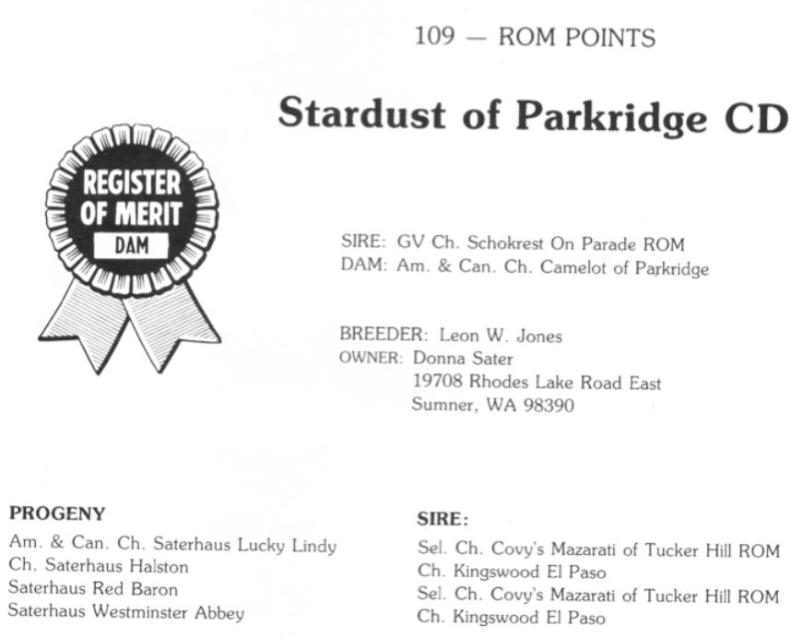 109 — ROM POINTS
Stardust of Parkridge CD
REGISTER
OF MERIT
DAM
SIRE: GV Ch. Schokrest On Parade ROM
DAM: Am. & Can. Ch. Camelot of Parkridge
BREEDER: Leon W. Jones
OWNER: Donna Sater
19708 Rhodes Lake Road East
Sumner, WA 98390
PROGENY
Am. & Can. Ch. Saterhaus Lucky Lindy
Ch. Saterhaus Halston
Saterhaus Red Baron
Saterhaus Westminster Abbey
SIRE:
Sel. Ch. Covy's Mazarati of Tucker Hill ROM
Ch. Kingswood El Paso
Sel. Ch. Covy's Mazarati of Tucker Hill ROM
Ch. Kingswood El Paso